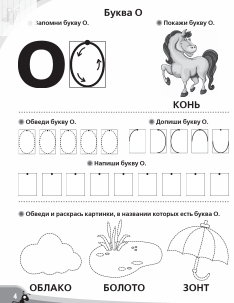 Буква О
Запомни букву О.
Покажи букву О.
О
КОНЬ
Обведи букву О.
Допиши букву О.
Напиши букву О.
Обведи и раскрась картинки, в названии которых есть буква О.
ОБЛАКО
БОЛОТО
ЗОНТ
4